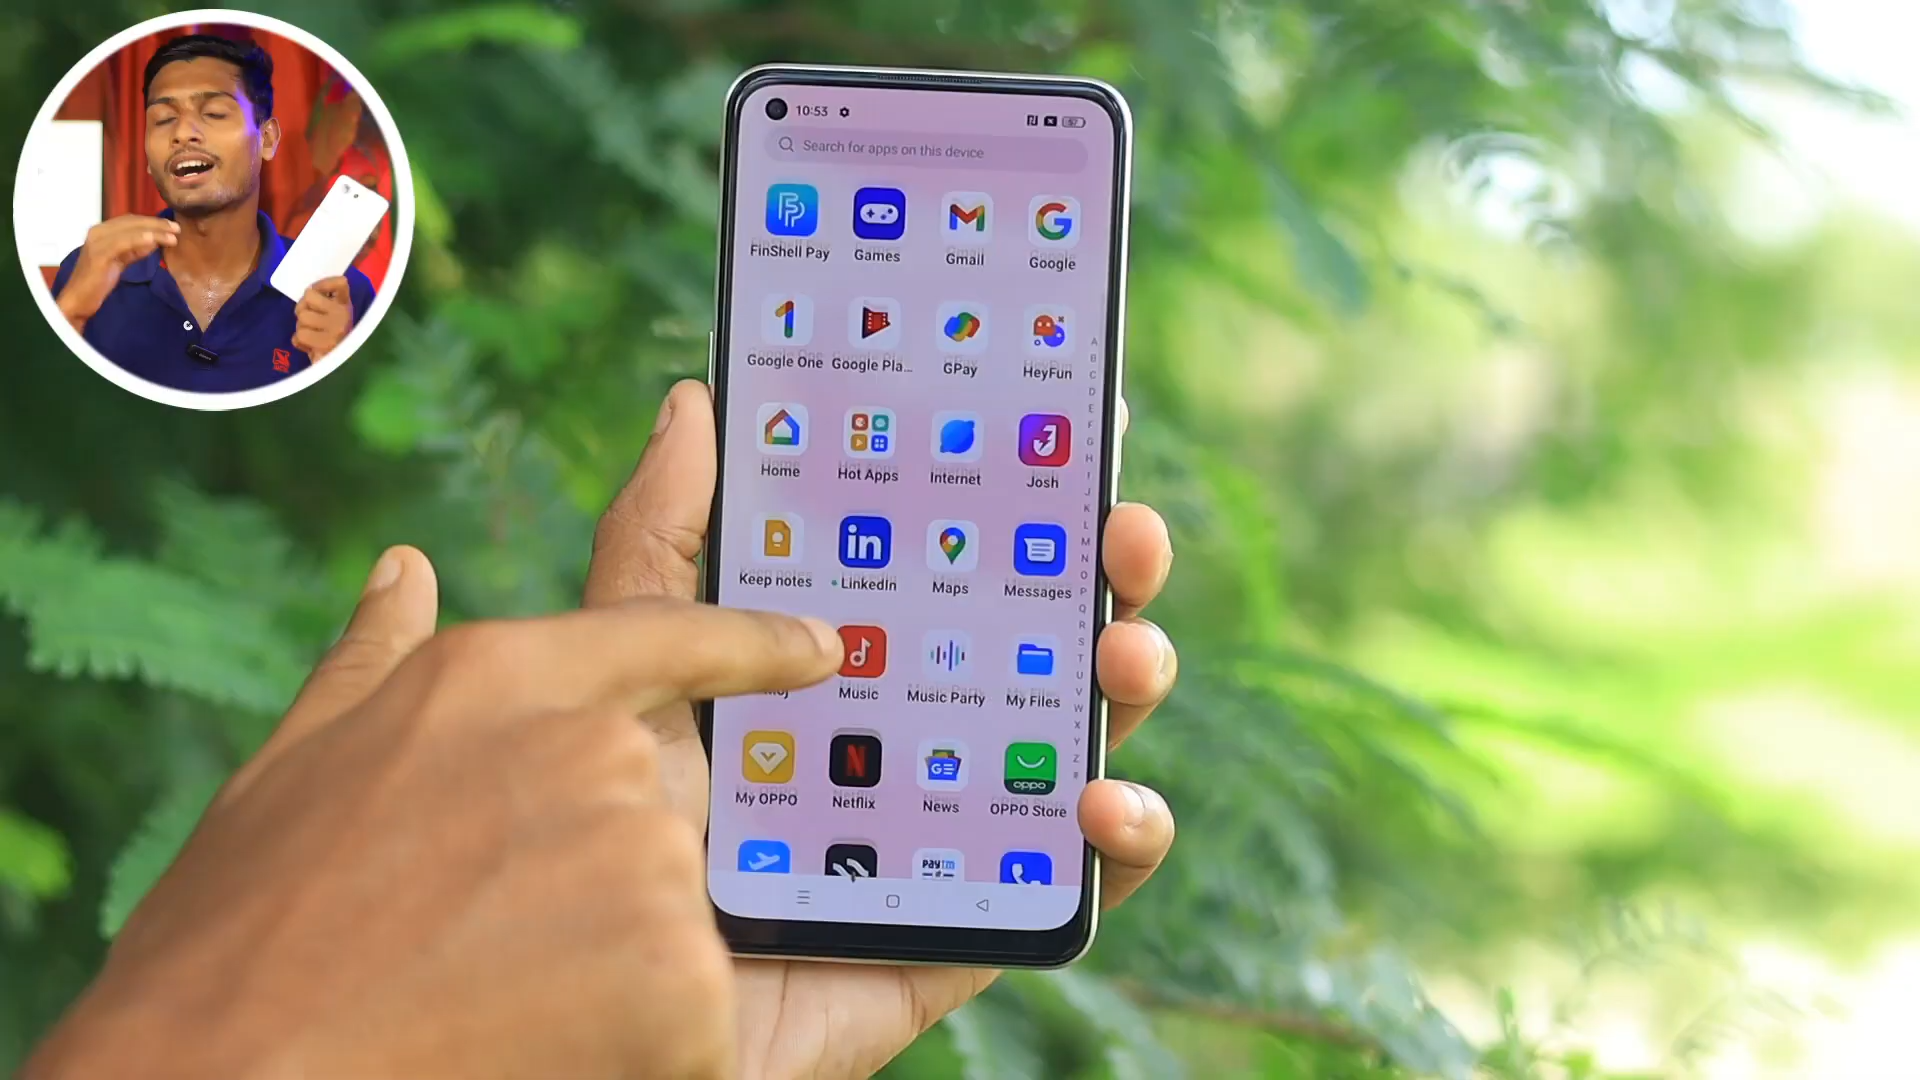 10:53
57
Search for apps on this device
FinShell Pay Games Gmail Google
Google One Google Pla... GPay HeyFun
Home Hot Apps Internet Josh
Keep notes LinkedIn Maps Messages
Music Music Party My Files
GE
oppo
My OPPO Netflix News OPPO Store
paytm
A
B
C
D
E
F
G
H
I
J
K
L
M
N
O
P
Q
R
S
T
U
V
W
X
Y
Z
#